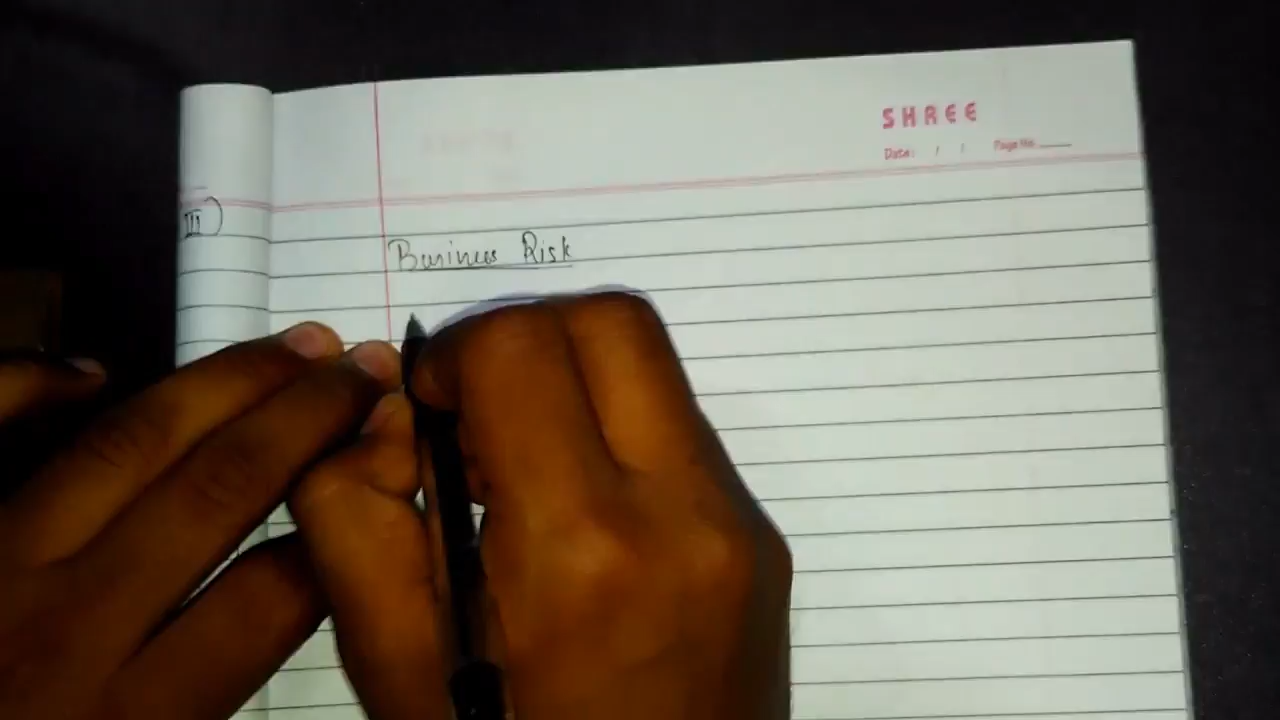 SHREE
Date: / / Page No.
III)
Business Risk